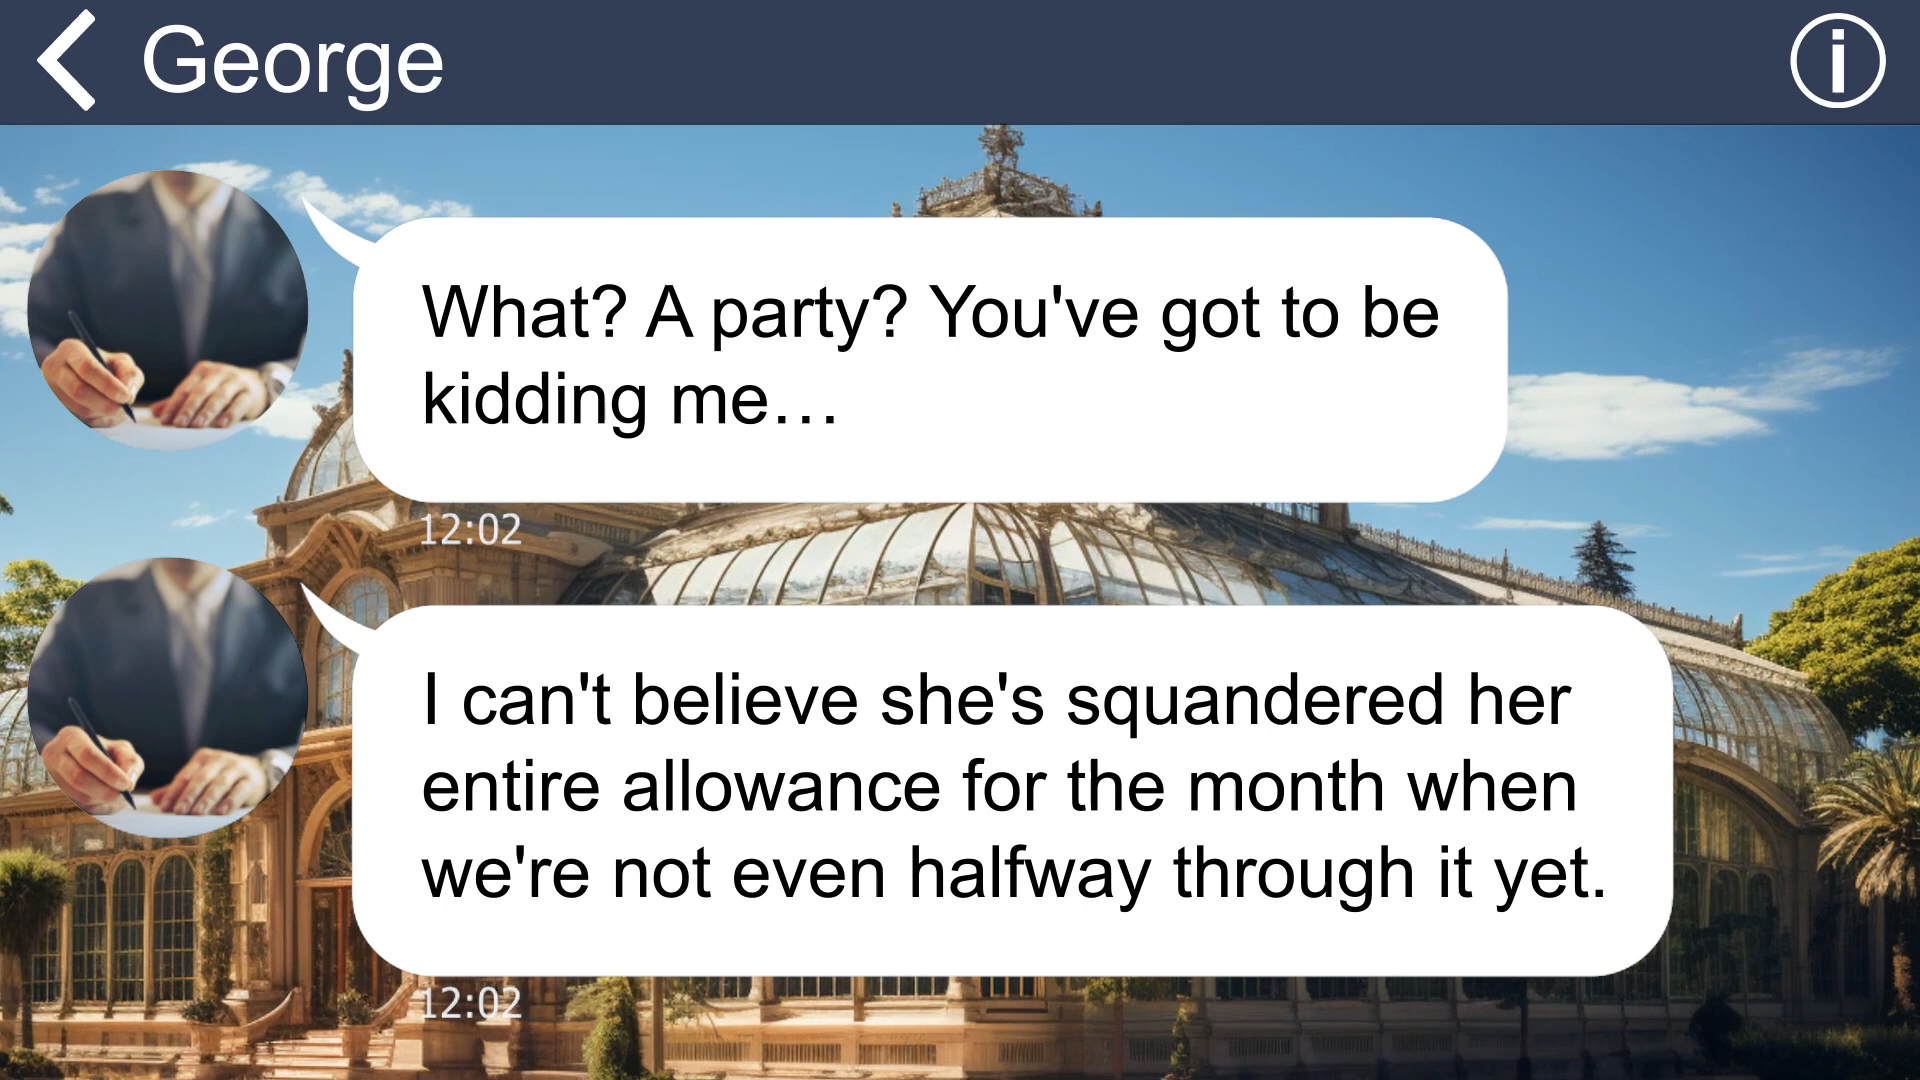 George
What? A party? You've got to be
kidding me…
12:02
I can't believe she's squandered her
entire allowance for the month when
we're not even halfway through it yet.
12:02